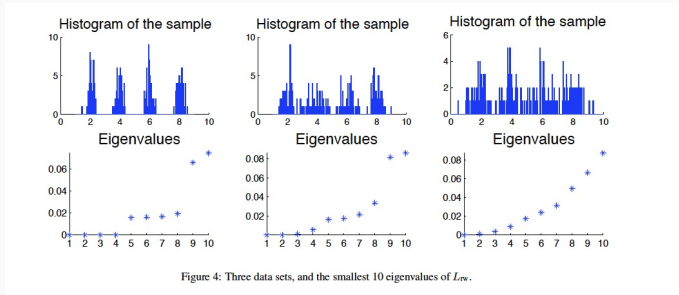 Histogram of the sample
Histogram of the sample
Histogram of the sample
10
5
0
0 2 4 6 8 10
10
5
0
0 2 4 6 8 10
6
4
2
0
2 4 6 8 10
Eigenvalues
Eigenvalues
Eigenvalues
0.06
0.04
0.02
0
1 2 3 4 5 6 7 8 9 10
0.08
0.06
0.04
0.02
1 2 3 4 5 6 7 8 9 10
0.08
0.06
0.04
0.02
0
1 2 3 4 5 6 7 8 9 10
Figure 4: Three data sets, and the smallest 10 eigenvalues of Lrw.